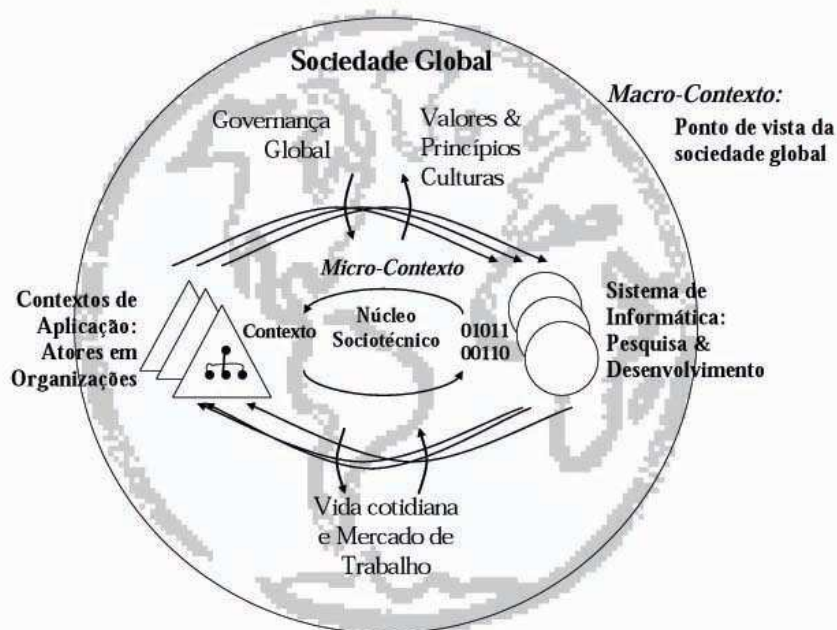 Sociedade Global
Governança
Global
Valores &
Princípios
Culturas
Macro-Contexto:
Ponto de vista da
sociedade global
Micro-Contexto
Contextos de
Aplicação:
Atores em
Organizações
Contexto
Núcleo
Sociotécnico
01011
00110
Sistema de
Informática:
Pesquisa &
Desenvolvimento
Vida cotidiana
e Mercado de
Trabalho